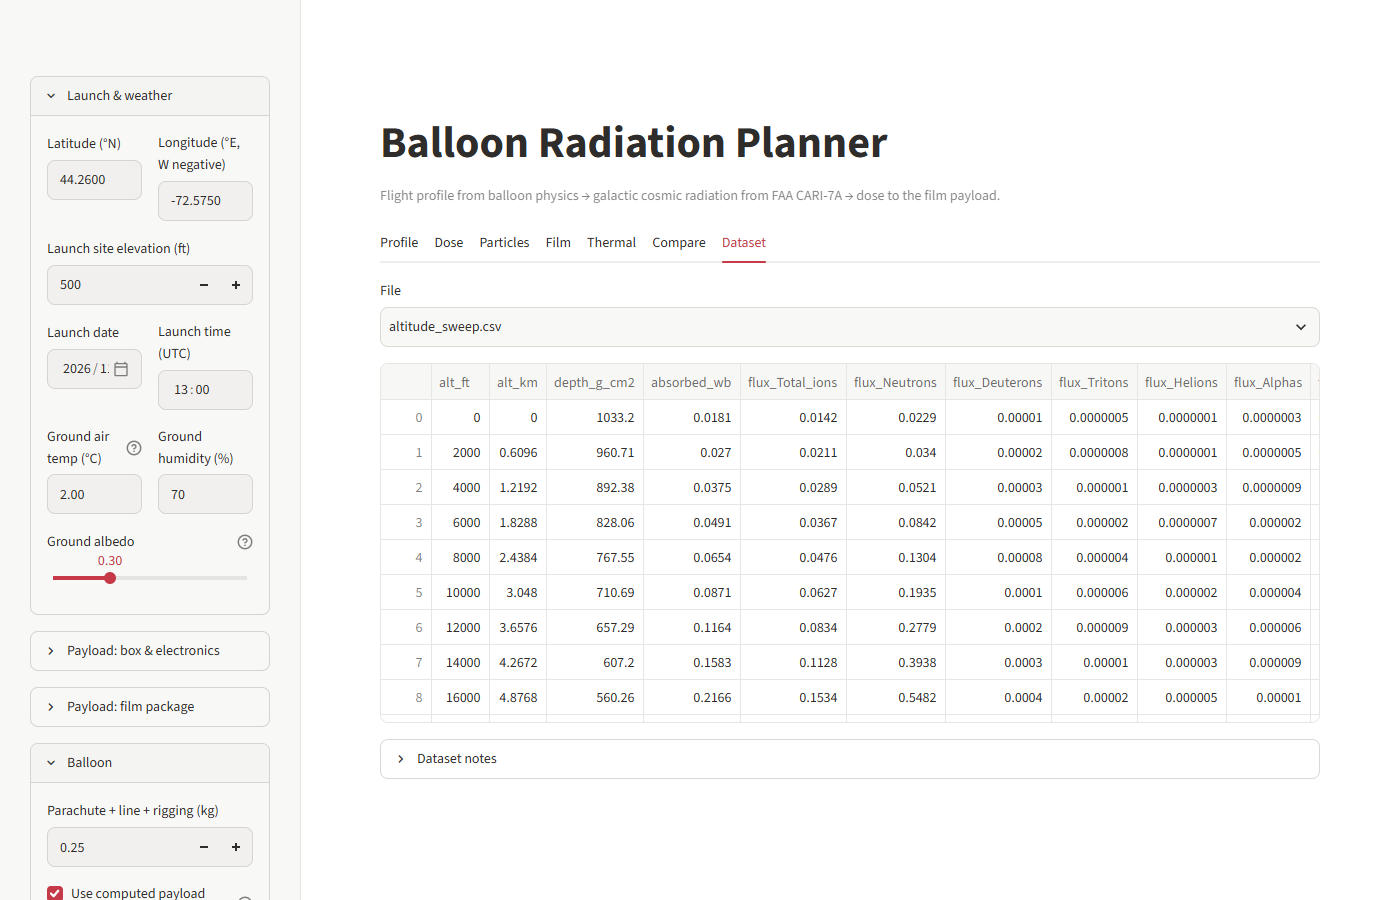 Launch & weather
Latitude (°N)
Longitude (°E,
W negative)
44.2600
-72.5750
Launch site elevation (ft)
500
Launch date
Launch time
(UTC)
2026/1.
13:00
Ground air
temp (°C)
Ground
humidity (%)
2.00
70
Ground albedo
0.30
Payload: box & electronics
Payload: film package
Balloon
Parachute + line + rigging (kg)
0.25
Use computed payload
Balloon Radiation Planner
Flight profile from balloon physics → galactic cosmic radiation from FAA CARI-7A → dose to the film payload.
Profile Dose Particles Film Thermal Compare Dataset
File
altitude_sweep.csv
alt_ft alt_km depth_g_cm2 absorbed_wb flux_Total_ions flux_Neutrons flux_Deuterons flux_Tritons flux_Helions flux_Alphas
0 0 0 1033.2 0.0181 0.0142 0.0229 0.00001 0.0000005 0.0000001 0.0000003
1 2000 0.6096 960.71 0.027 0.0211 0.034 0.00002 0.0000008 0.0000001 0.0000005
2 4000 1.2192 892.38 0.0375 0.0289 0.0521 0.00003 0.000001 0.0000003 0.0000009
3 6000 1.8288 828.06 0.0491 0.0367 0.0842 0.00005 0.000002 0.0000007 0.000002
4 8000 2.4384 767.55 0.0654 0.0476 0.1304 0.00008 0.000004 0.000001 0.000002
5 10000 3.048 710.69 0.0871 0.0627 0.1935 0.0001 0.000006 0.000002 0.000004
6 12000 3.6576 657.29 0.1164 0.0834 0.2779 0.0002 0.000009 0.000003 0.000006
7 14000 4.2672 607.2 0.1583 0.1128 0.3938 0.0003 0.00001 0.000003 0.000009
8 16000 4.8768 560.26 0.2166 0.1534 0.5482 0.0004 0.00002 0.000005 0.00001
Dataset notes